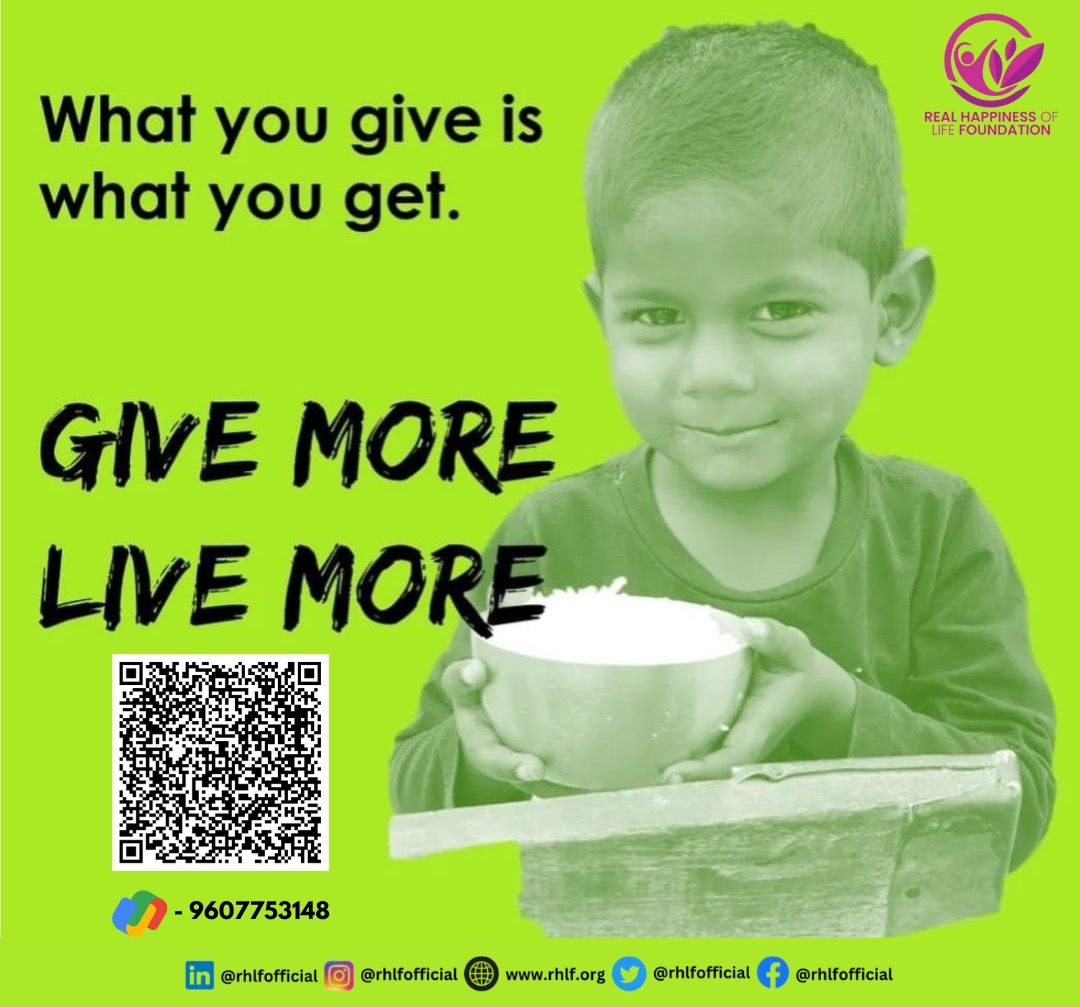 What you give is
what you get.
REAL HAPPINESS OF
LIFE FOUNDATION
GIVE MORE
LIVE MORE
- 9607753148
@rhlfofficial @rhlfofficial www.rhlf.org @rhlfofficial @rhlfofficial